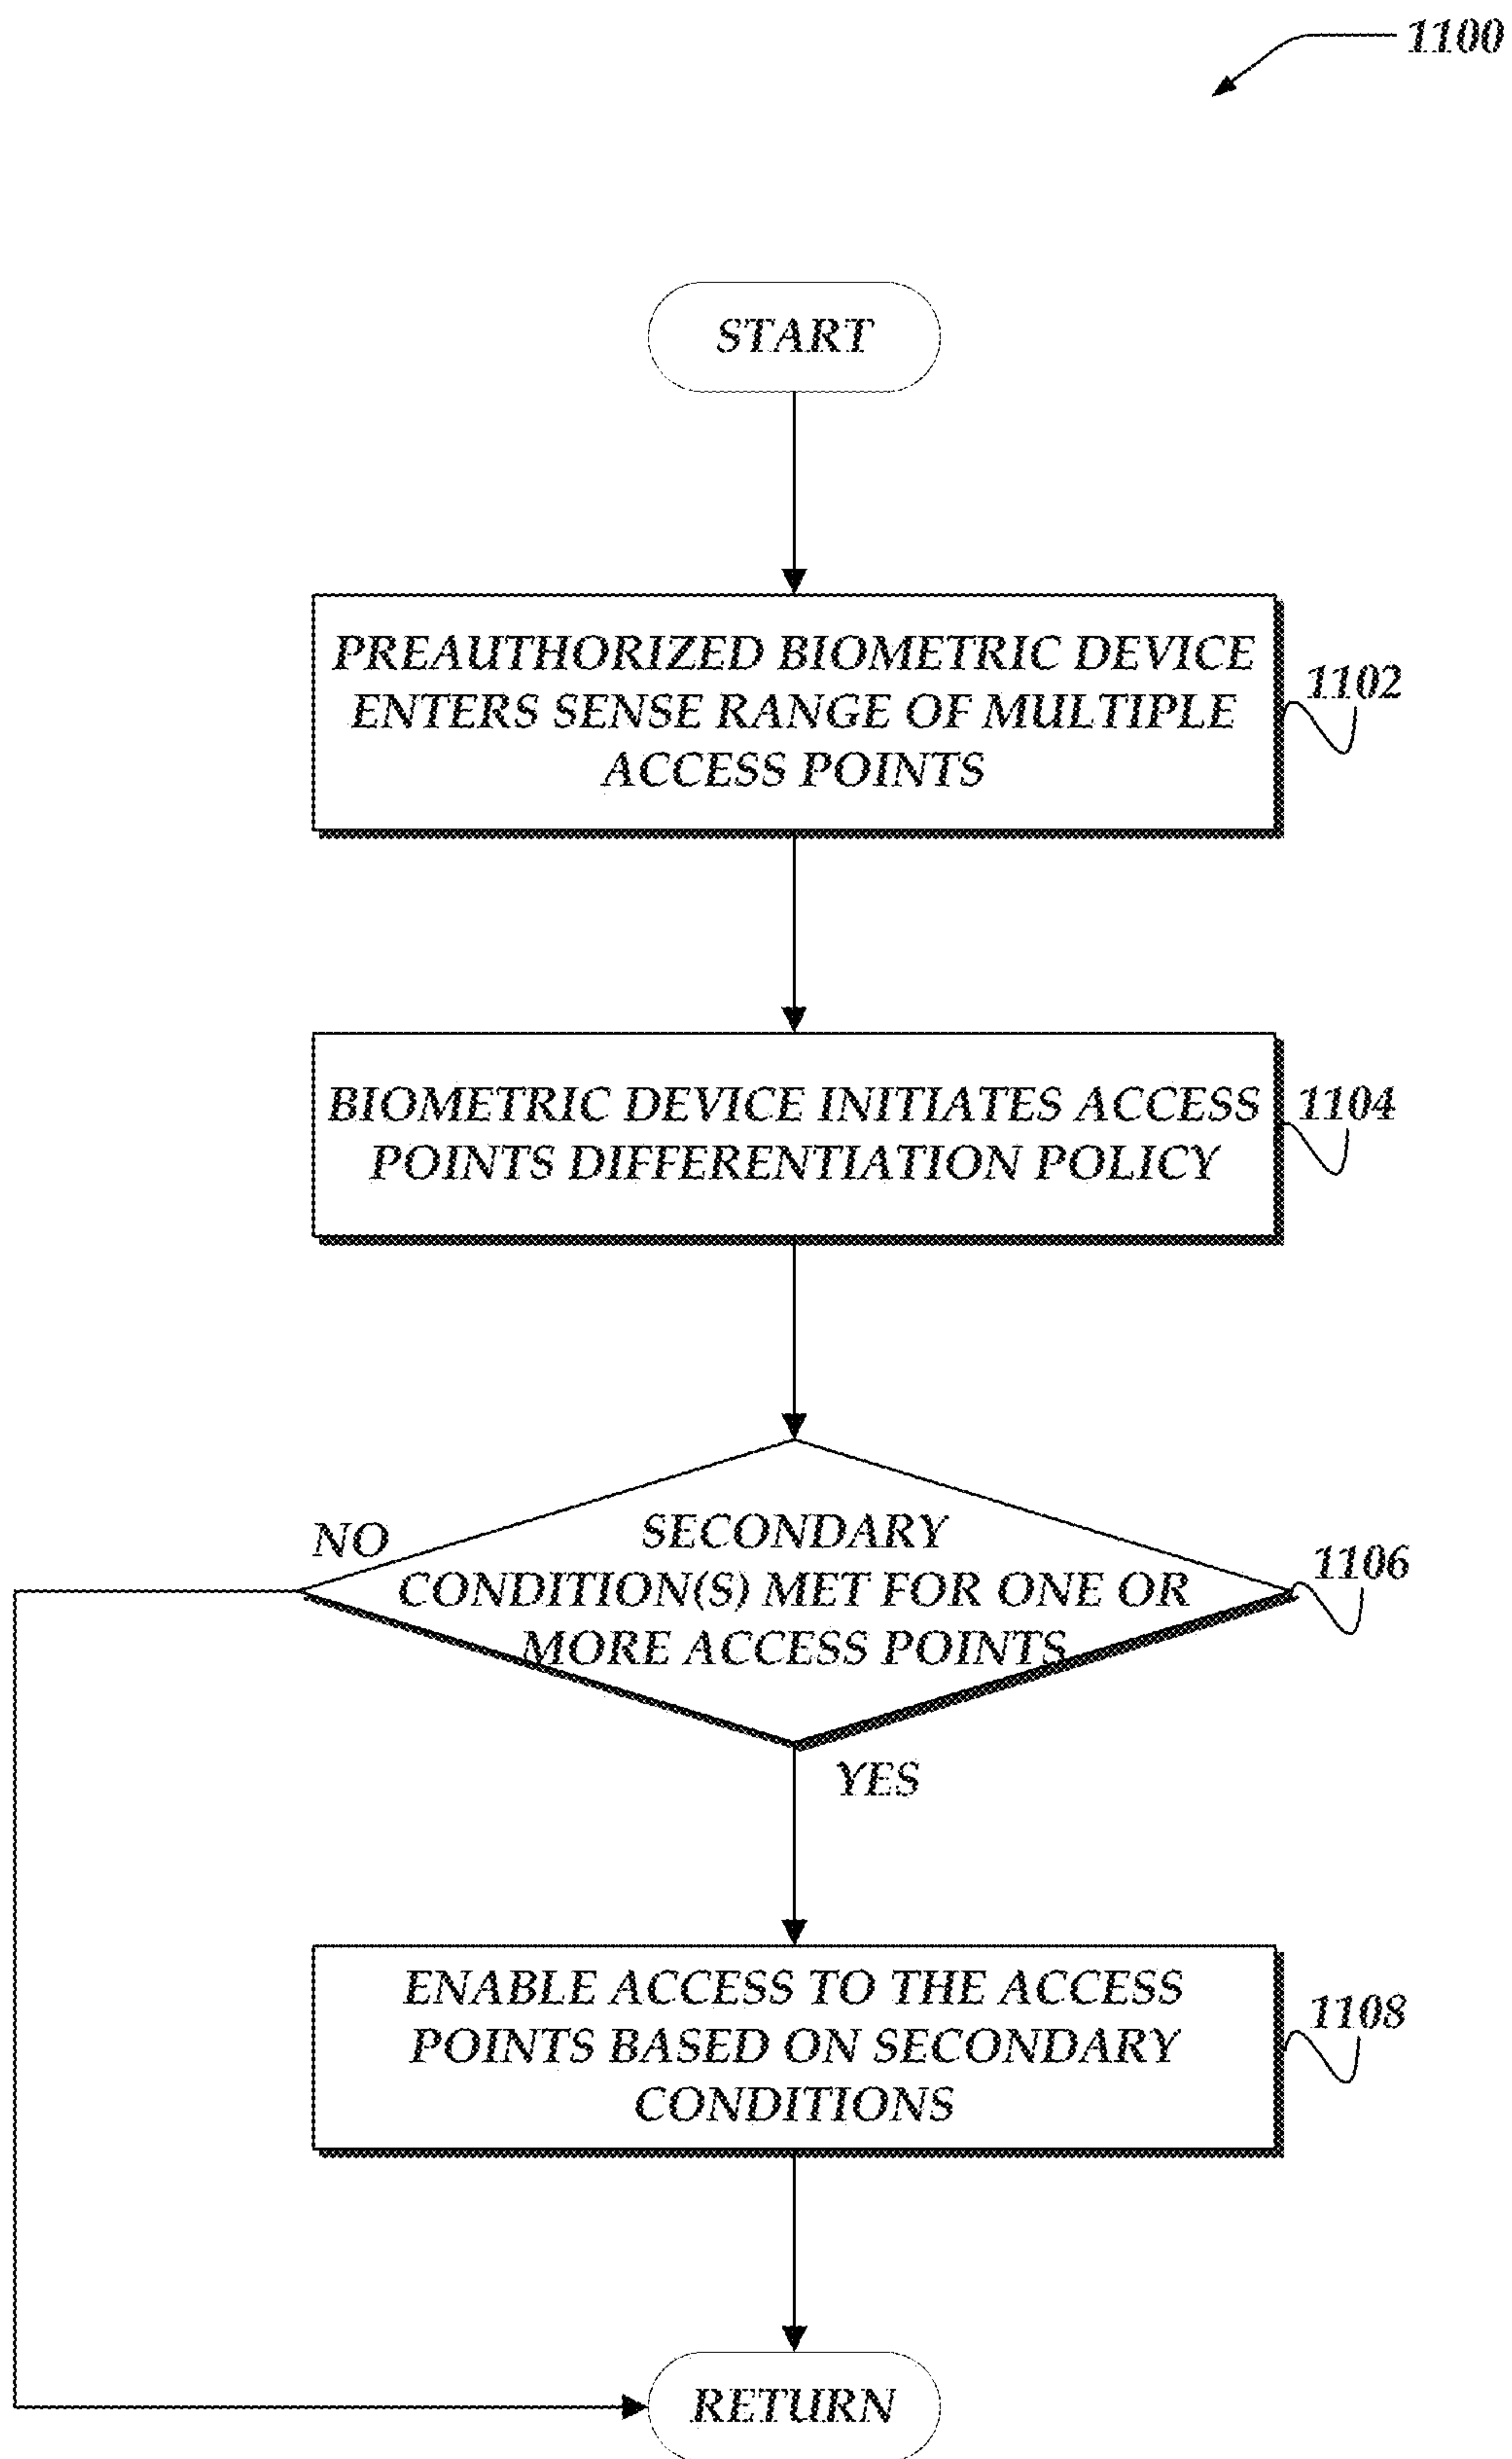 1100
START
PREAUTHORIZED BIOMETRIC DEVICE
ENTERS SENSE RANGE OF MULTIPLE
ACCESS POINTS
1102
BIOMETRIC DEVICE INITIATES ACCESS
POINTS DIFFERENTIATION POLICY
1104
NO
SECONDARY
CONDITION(S) MET FOR ONE OR
MORE ACCESS POINTS
1106
YES
ENABLE ACCESS TO THE ACCESS
POINTS BASED ON SECONDARY
CONDITIONS
1108
RETURN